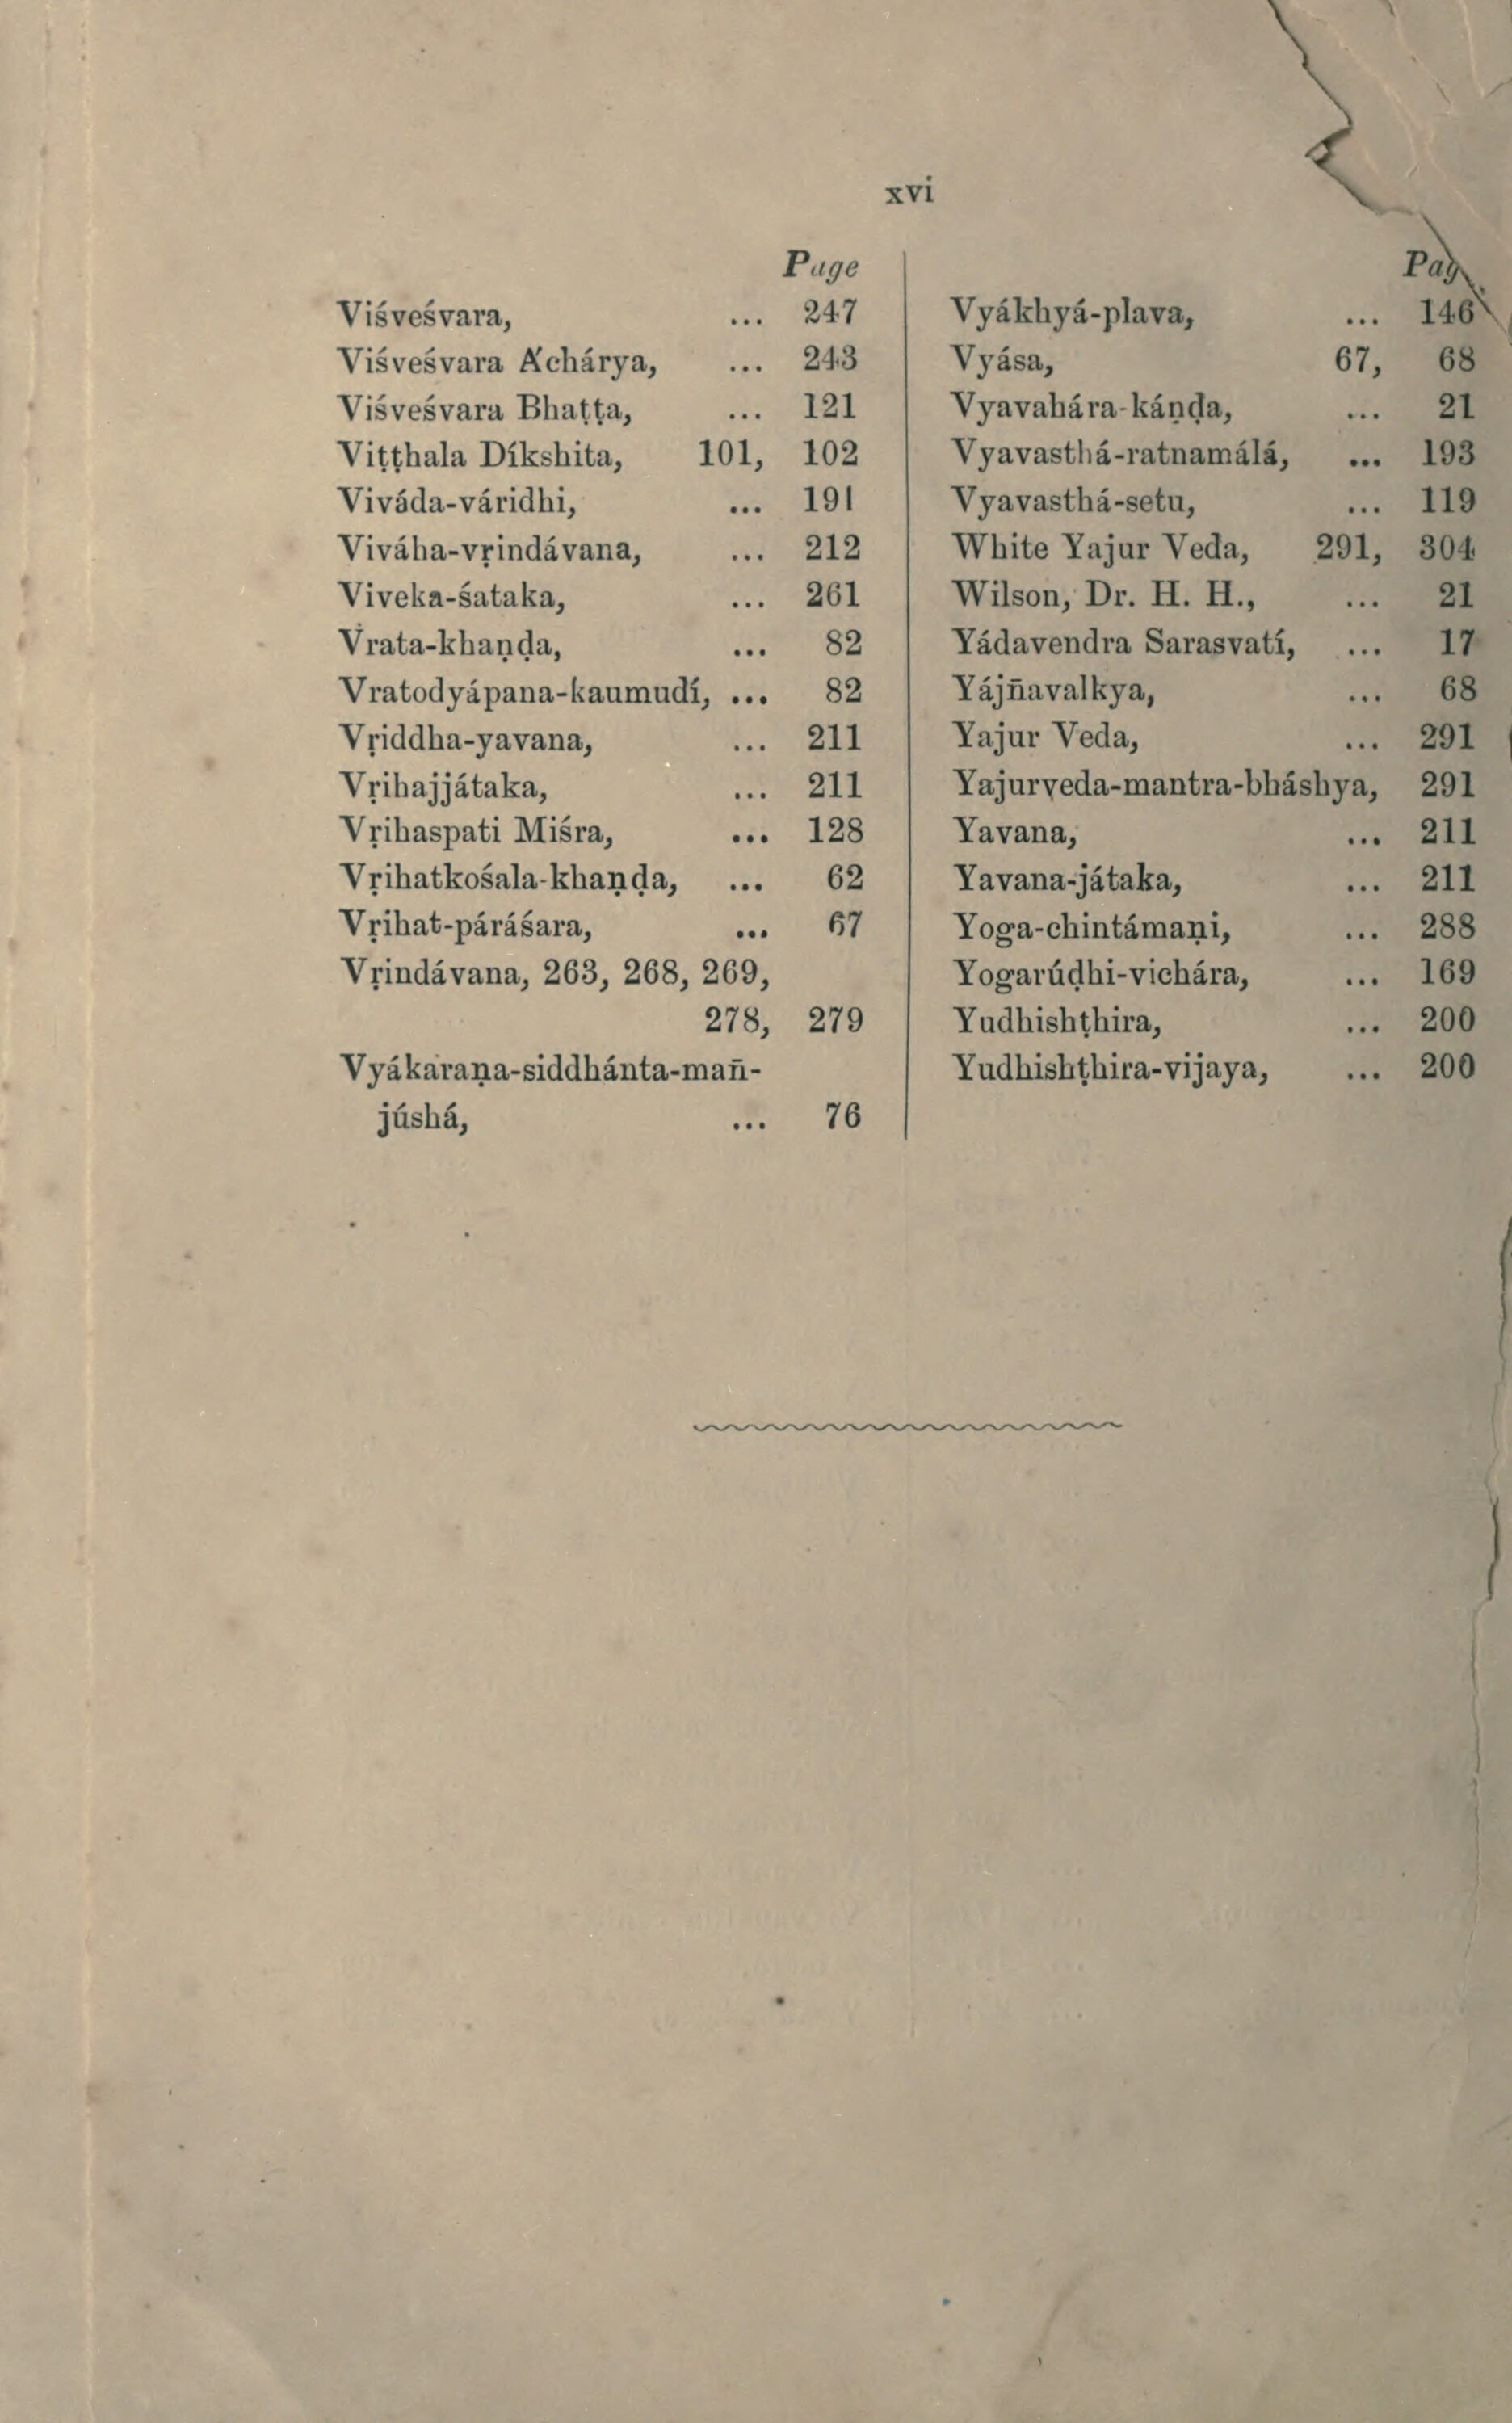 xvi
Page
Viśveśvara, ... 247
Viśveśvara Áchárya, ... 243
Viśveśvara Bhaṭṭa, ... 121
Viṭṭhala Díkshita, 101, 102
Viváda-váridhi, ... 191
Viváha-vṛindávana, ... 212
Viveka-śataka, ... 261
Vrata-khaṇḍa, ... 82
Vratodyápana-kaumudí, ... 82
Vṛiddha-yavana, ... 211
Vṛihajjátaka, ... 211
Vṛihaspati Miśra, ... 128
Vṛihatkośala-khaṇḍa, ... 62
Vṛihat-páráśara, ... 67
Vṛindávana, 263, 268, 269,
278, 279
Vyákaraṇa-siddhánta-mañ-
júshá, ... 76
Pag
Vyákhyá-plava, ... 146
Vyása, 67, 68
Vyavahára-káṇḍa, ... 21
Vyavasthá-ratnamálá, ... 193
Vyavasthá-setu, ... 119
White Yajur Veda, 291, 304
Wilson, Dr. H. H., ... 21
Yádavendra Sarasvatí, ... 17
Yájñavalkya, ... 68
Yajur Veda, ... 291
Yajurveda-mantra-bháshya, 291
Yavana, ... 211
Yavana-játaka, ... 211
Yoga-chintámaṇi, ... 288
Yogarúḍhi-vichára, ... 169
Yudhishṭhira, ... 200
Yudhishṭhira-vijaya, ... 200